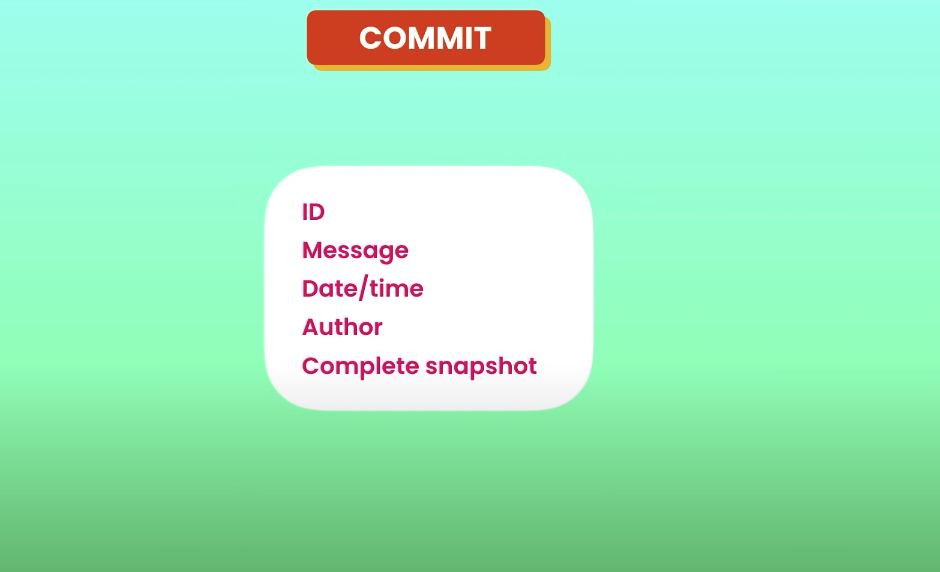 COMMIT
ID
Message
Date/time
Author
Complete snapshot